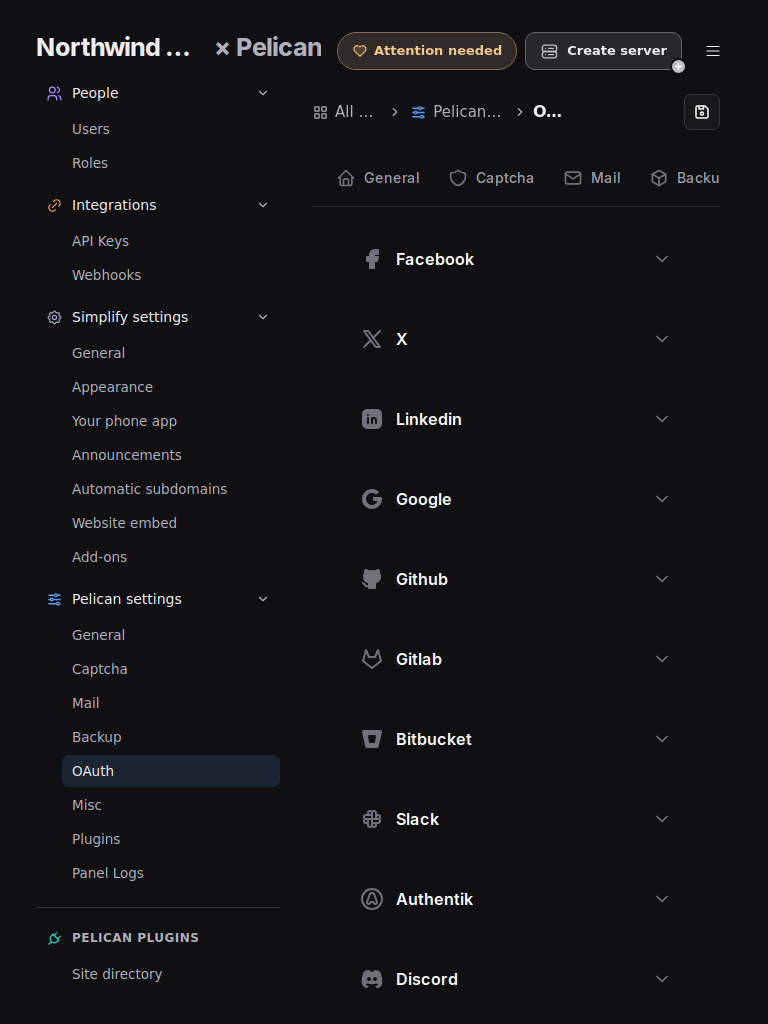 Northwind ... × Pelican
Attention needed
Create server
People
Users
Roles
Integrations
API Keys
Webhooks
Simplify settings
General
Appearance
Your phone app
Announcements
Automatic subdomains
Website embed
Add-ons
Pelican settings
General
Captcha
Mail
Backup
OAuth
Misc
Plugins
Panel Logs
PELICAN PLUGINS
Site directory
All ... > Pelican... > O...
General
Captcha
Mail
Backu
Facebook
X
Linkedin
Google
Github
Gitlab
Bitbucket
Slack
Authentik
Discord